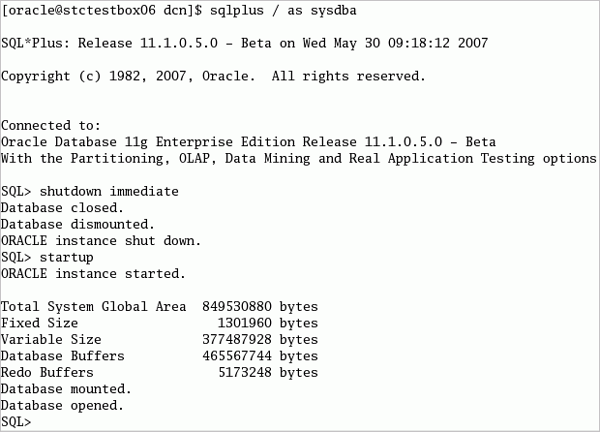 [oracle@stctestbox06 dcn]$ sqlplus / as sysdba
SQL*Plus: Release 11.1.0.5.0 - Beta on Wed May 30 09:18:12 2007
Copyright (c) 1982, 2007, Oracle.  All rights reserved.
Connected to:
Oracle Database 11g Enterprise Edition Release 11.1.0.5.0 - Beta
With the Partitioning, OLAP, Data Mining and Real Application Testing options
SQL> shutdown immediate
Database closed.
Database dismounted.
ORACLE instance shut down.
SQL> startup
ORACLE instance started.
Total System Global Area  849530880 bytes
Fixed Size                  1301960 bytes
Variable Size             377487928 bytes
Database Buffers          465567744 bytes
Redo Buffers                5173248 bytes
Database mounted.
Database opened.
SQL>